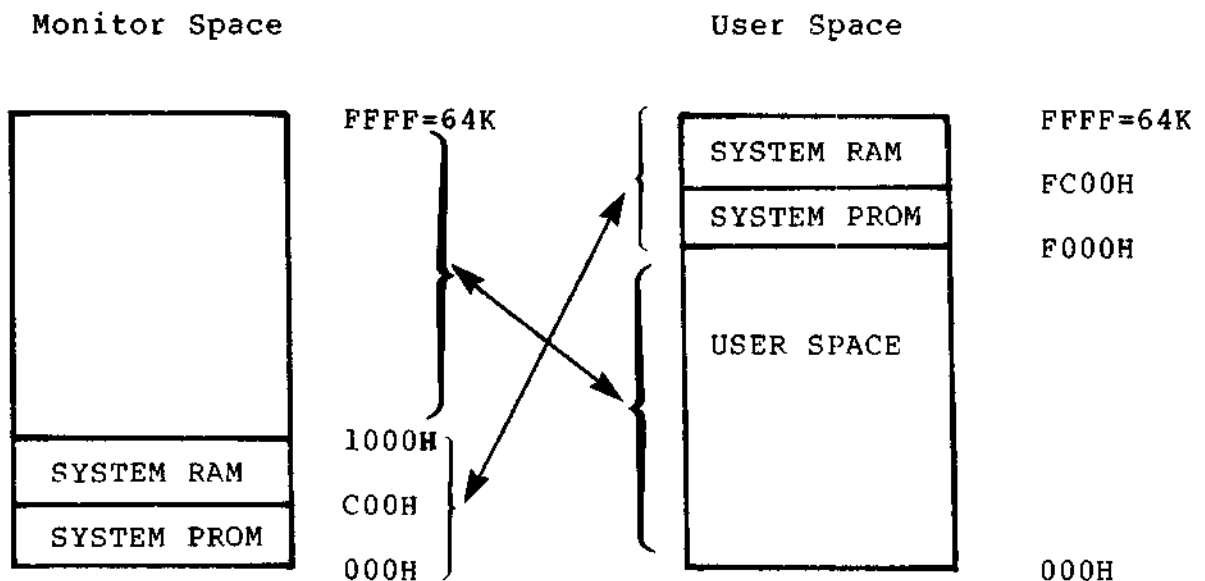 Monitor Space
User Space
FFFF=64K
FFFF=64K
SYSTEM RAM
FC00H
SYSTEM PROM
F000H
USER SPACE
1000H
SYSTEM RAM
C00H
SYSTEM PROM
000H
000H